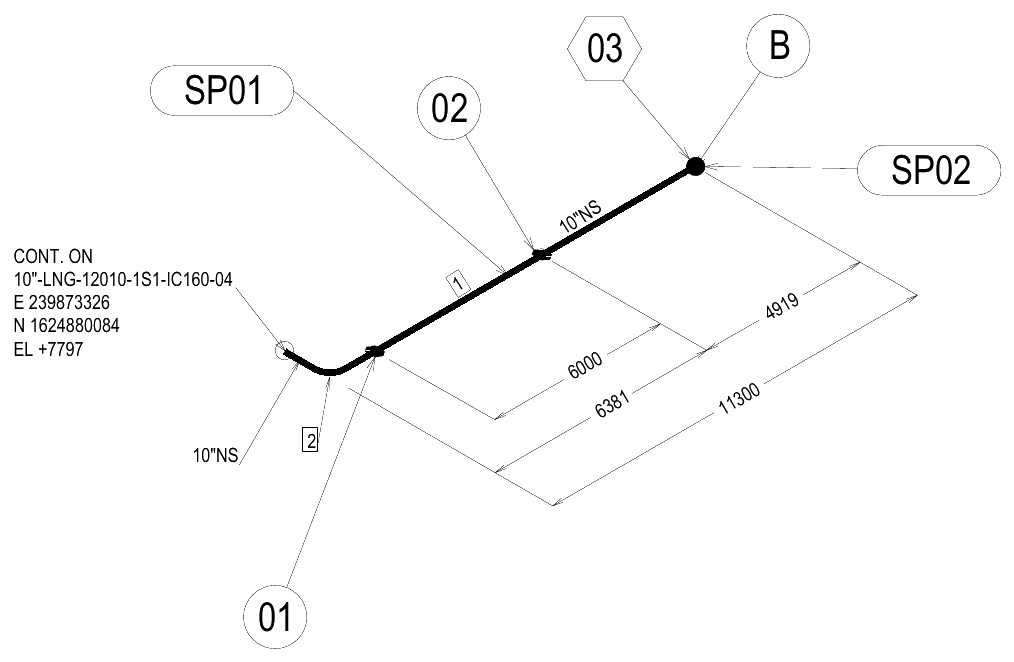 03
B
SP01
02
SP02
10"NS
CONT. ON
10"-LNG-12010-1S1-IC160-04
E 239873326
N 1624880084
EL +7797
1
4919
6000
6381
11300
2
10"NS
01